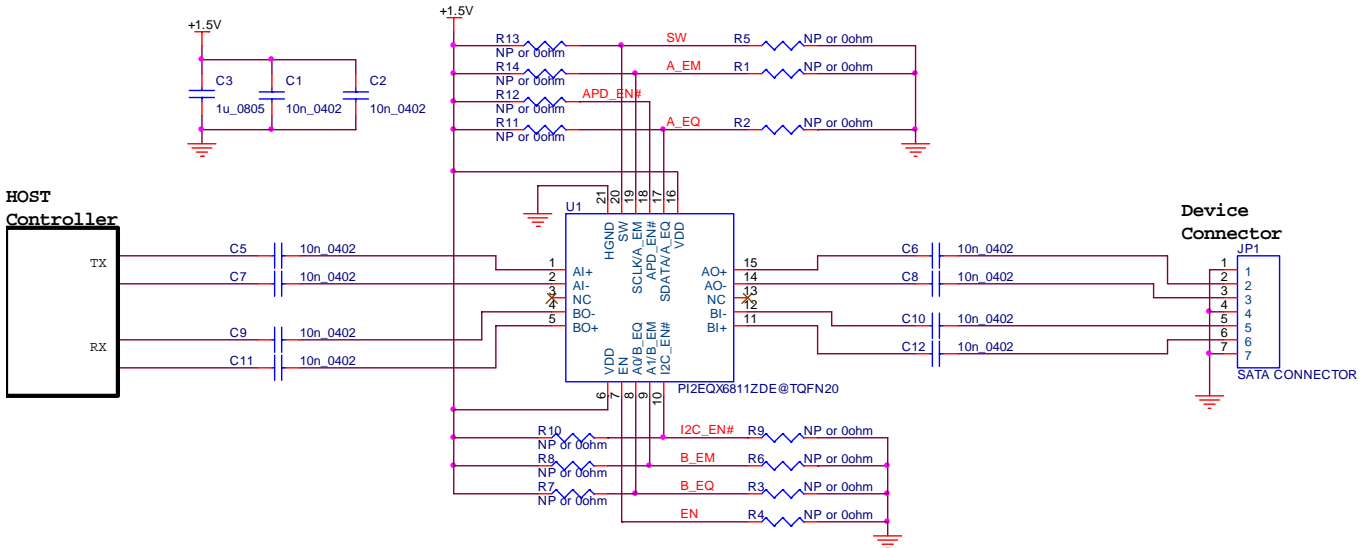 +1.5V
C3
1u_0805
C1
10n_0402
C2
10n_0402
+1.5V
R13
NP or 0ohm
SW
R5
NP or 0ohm
R14
NP or 0ohm
A_EM
R1
NP or 0ohm
R12
NP or 0ohm
APD_EN#
R11
NP or 0ohm
A_EQ
R2
NP or 0ohm
HOST
Controller
TX
RX
C5
10n_0402
C7
10n_0402
C9
10n_0402
C11
10n_0402
U1
21
20
19
18
17
16
HGND
SW
SCLK/A_EM
APD_EN#
SDATA/A_EQ
VDD
1
AI+
2
AI-
3
NC
4
BO-
5
BO+
AO+
15
AO-
14
NC
13
BI-
12
BI+
11
VDD
EN
A0/B_EQ
A1/B_EM
I2C_EN#
6
7
8
9
10
PI2EQX6811ZDE@TQFN20
C6
10n_0402
C8
10n_0402
C10
10n_0402
C12
10n_0402
Device
Connector
JP1
1
2
3
4
5
6
7
1
2
3
4
5
6
7
SATA CONNECTOR
R10
NP or 0ohm
I2C_EN#
R9
NP or 0ohm
R8
NP or 0ohm
B_EM
R6
NP or 0ohm
R7
NP or 0ohm
B_EQ
R3
NP or 0ohm
EN
R4
NP or 0ohm